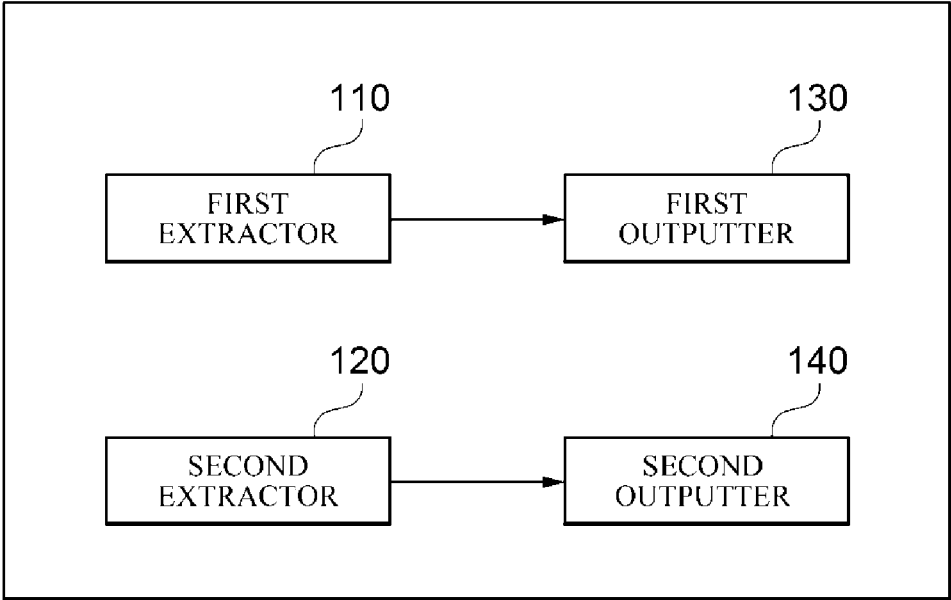 110
130
FIRST
EXTRACTOR
FIRST
OUTPUTTER
120
140
SECOND
EXTRACTOR
SECOND
OUTPUTTER